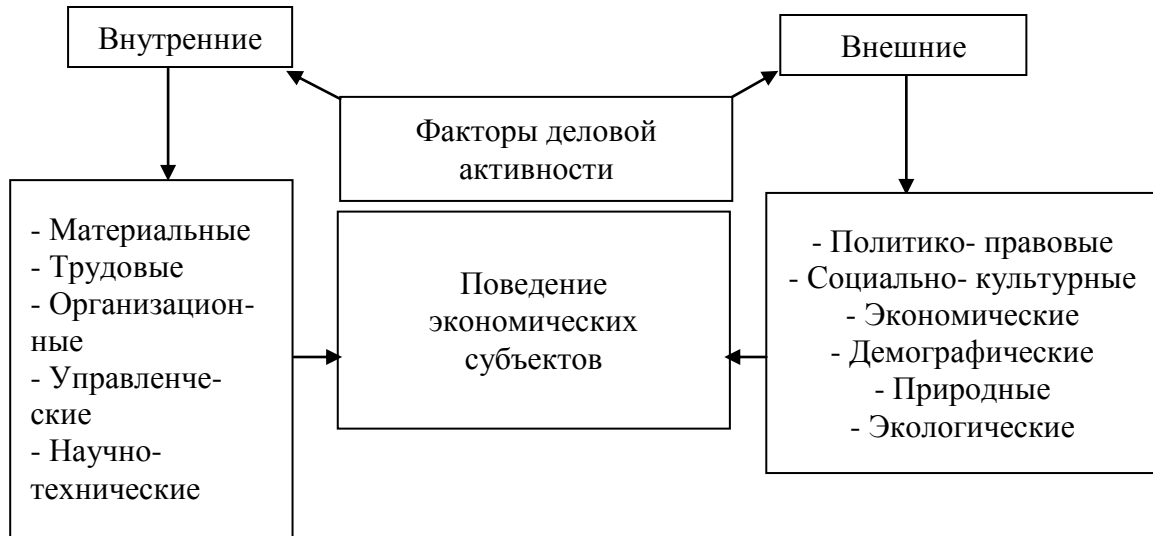 Внутренние
Внешние
Факторы деловой
активности
- Материальные
- Трудовые
- Организацион-
ные
- Управленче-
ские
- Научно-
технические
Поведение
экономических
субъектов
- Политико- правовые
- Социально- культурные
- Экономические
- Демографические
- Природные
- Экологические